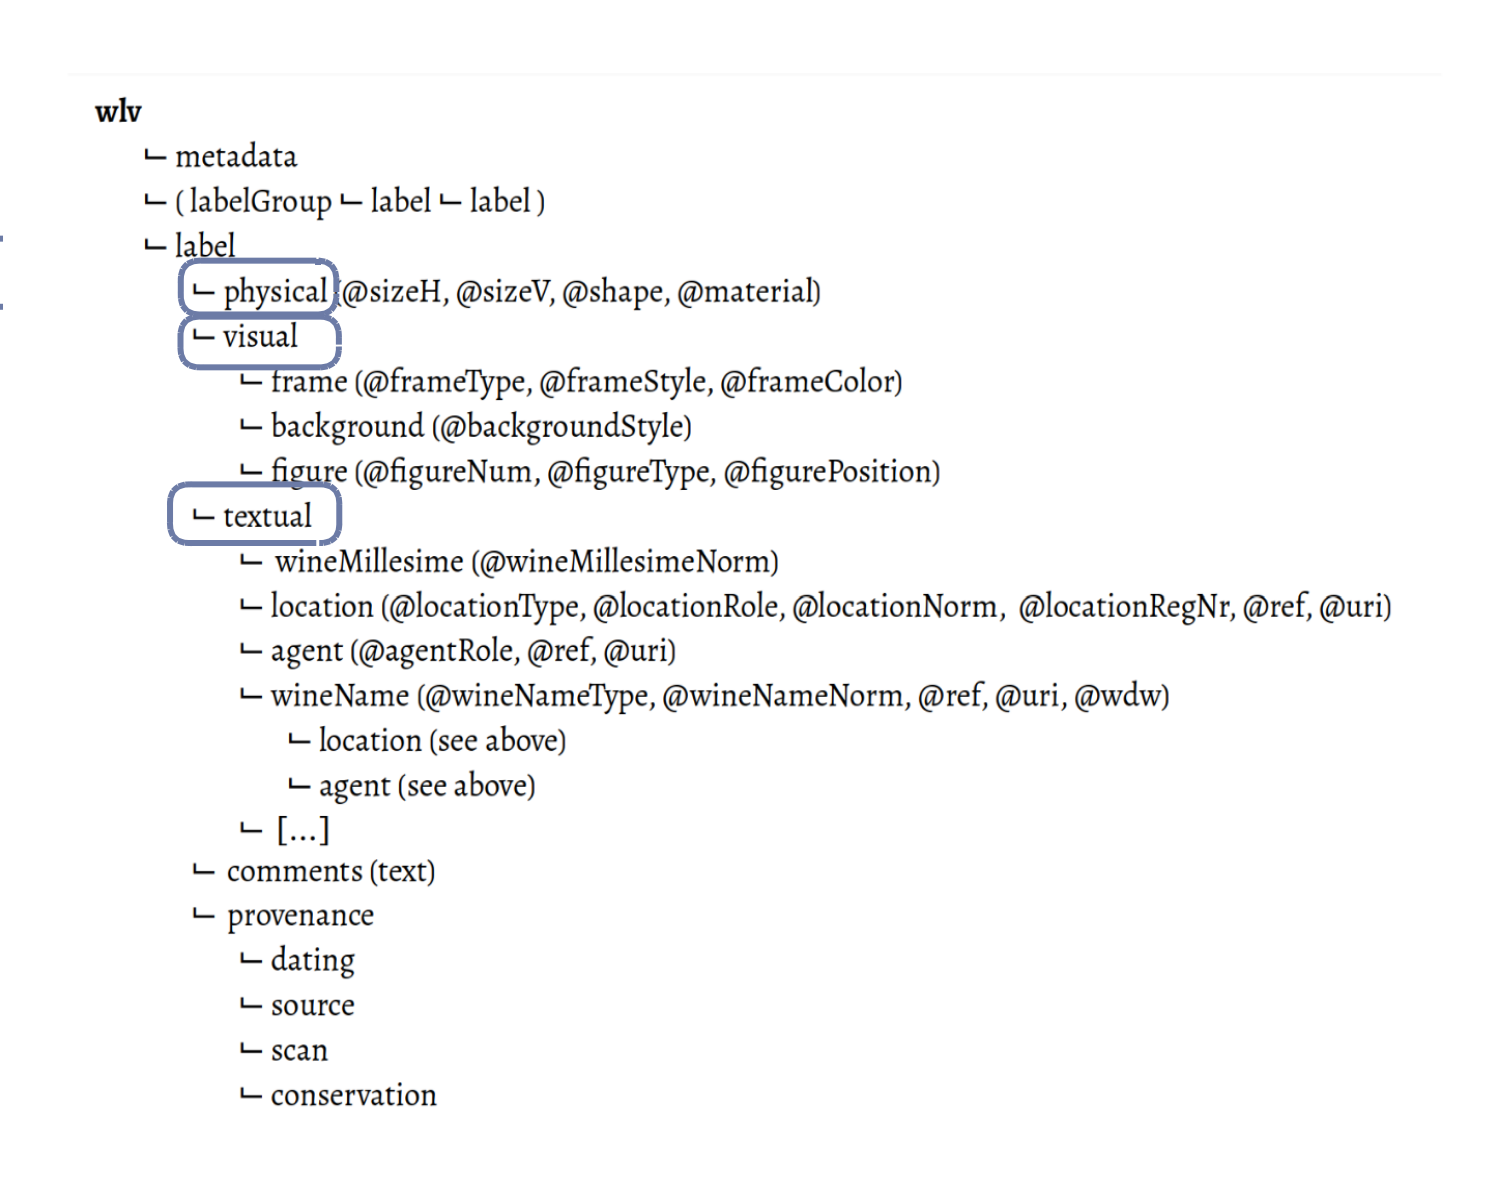 wlv
metadata
( labelGroup label label )
label
physical (@sizeH, @sizeV, @shape, @material)
visual
frame (@frameType, @frameStyle, @frameColor)
background (@backgroundStyle)
figure (@figureNum, @figureType, @figurePosition)
textual
wineMillesime (@wineMillesimeNorm)
location (@locationType, @locationRole, @locationNorm, @locationRegNr, @ref, @uri)
agent (@agentRole, @ref, @uri)
wineName (@wineNameType, @wineNameNorm, @ref, @uri, @wdw)
location (see above)
agent (see above)
[...]
comments (text)
provenance
dating
source
scan
conservation